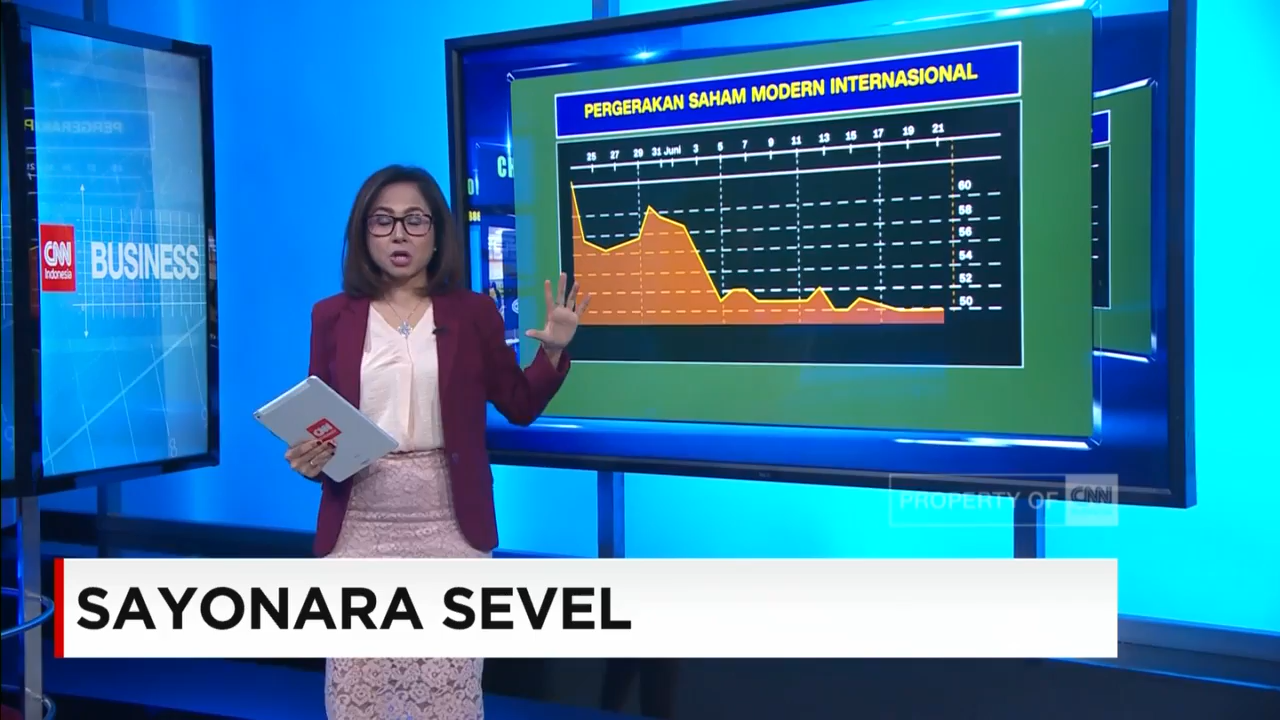 CNN
Indonesia
BUSINESS
PERGERAKAN SAHAM MODERN INTERNASIONAL
25 27 29 31 Juni 3 5 7 9 11 13 15 17 19 21
60
58
56
54
52
50
CNN
PROPERTY OF CNN
SAYONARA SEVEL